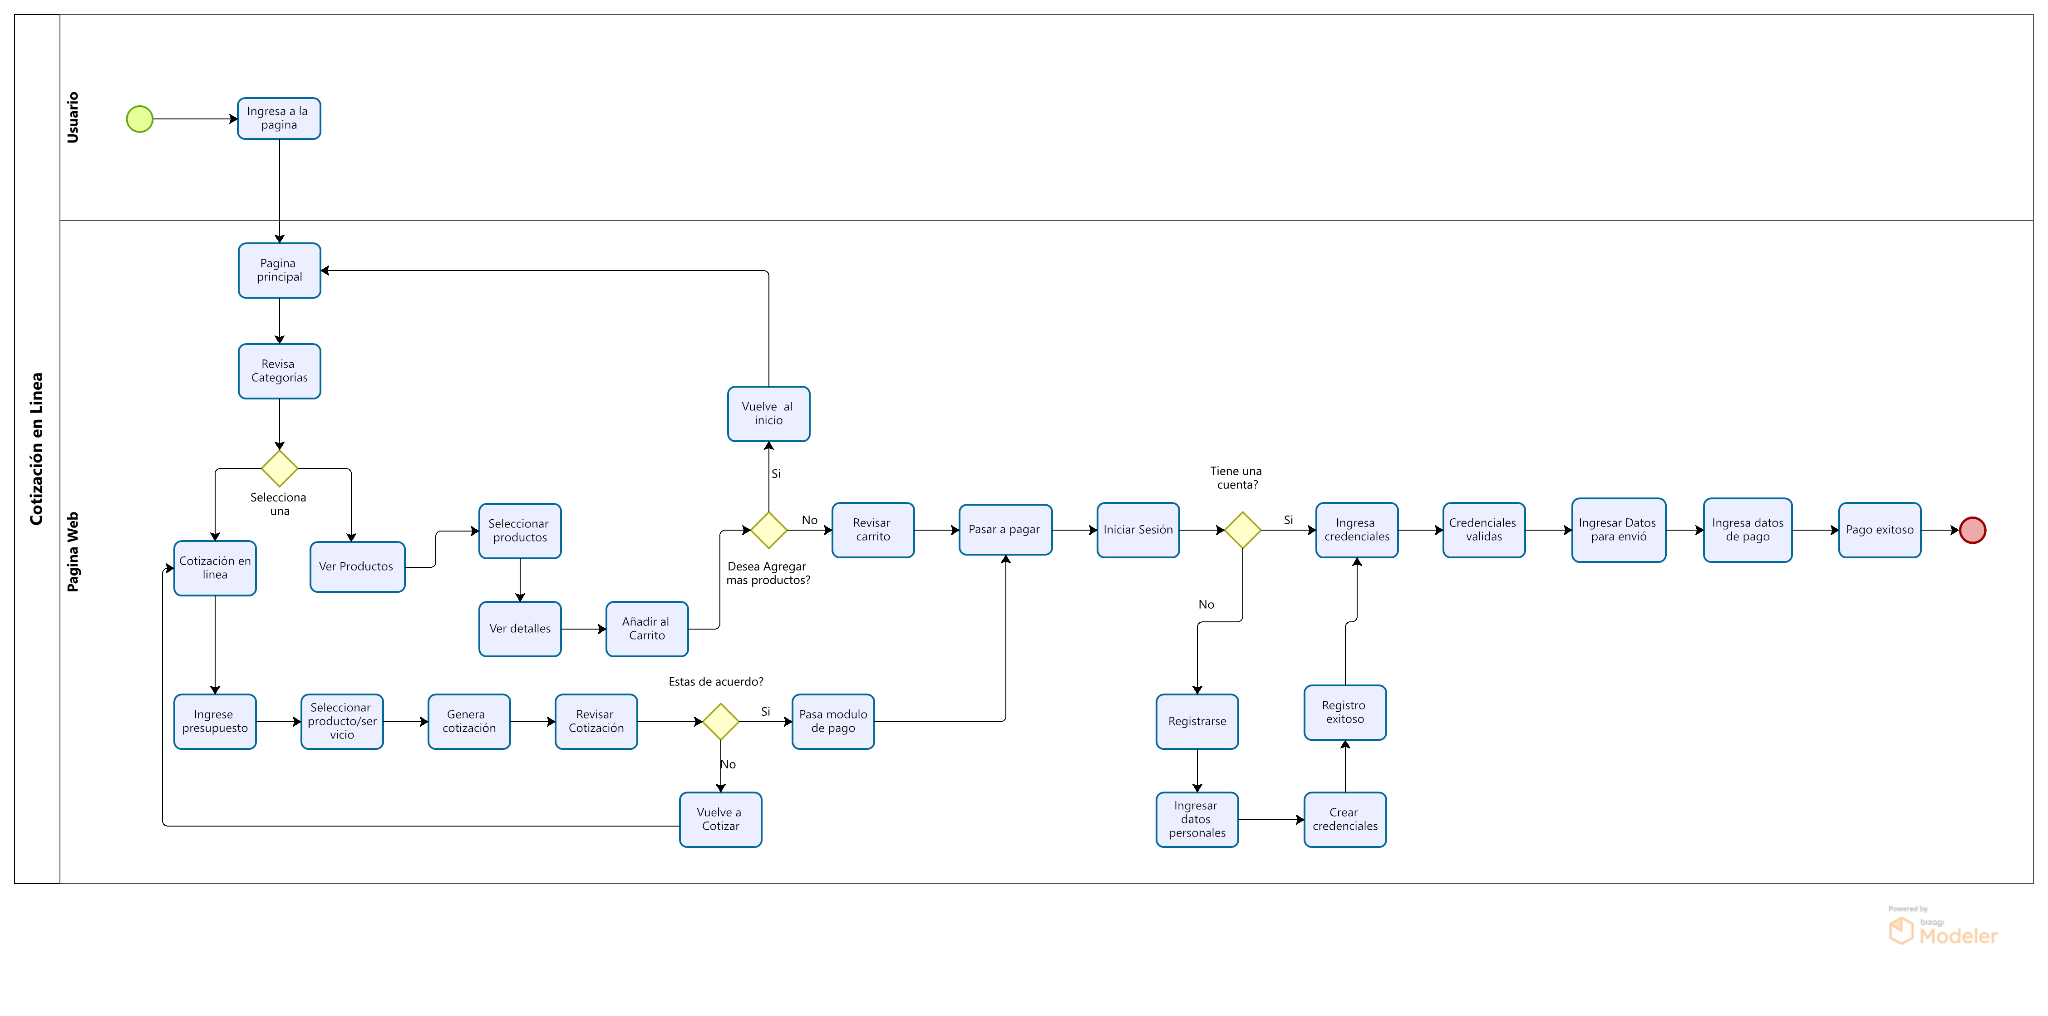 Cotización en Linea
Usuario
Ingresa a la
pagina
Pagina Web
Pagina
principal
Revisa
Categorías
Selecciona
una
Cotización en
linea
Ver Productos
Seleccionar
productos
Ver detalles
Añadir al
Carrito
Desea Agregar
mas productos?
Si
Vuelve al
inicio
No
Revisar
carrito
Pasar a pagar
Iniciar Sesión
Tiene una
cuenta?
Si
Ingresa
credenciales
Credenciales
validas
Ingresar Datos
para envió
Ingresa datos
de pago
Pago exitoso
No
Registrarse
Ingresar
datos
personales
Crear
credenciales
Registro
exitoso
Ingrese
presupuesto
Seleccionar
producto/ser
vicio
Genera
cotización
Revisar
Cotización
Estas de acuerdo?
Si
Pasa modulo
de pago
No
Vuelve a
Cotizar
Powered by
bizagi
Modeler